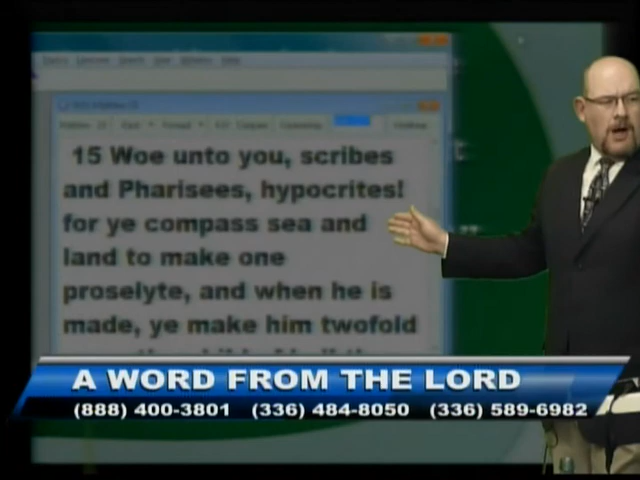 15 Woe unto you, scribes
and Pharisees, hypocrites!
for ye compass sea and
land to make one
proselyte, and when he is
made, ye make him twofold
A WORD FROM THE LORD
(888) 400-3801 (336) 484-8050 (336) 589-6982